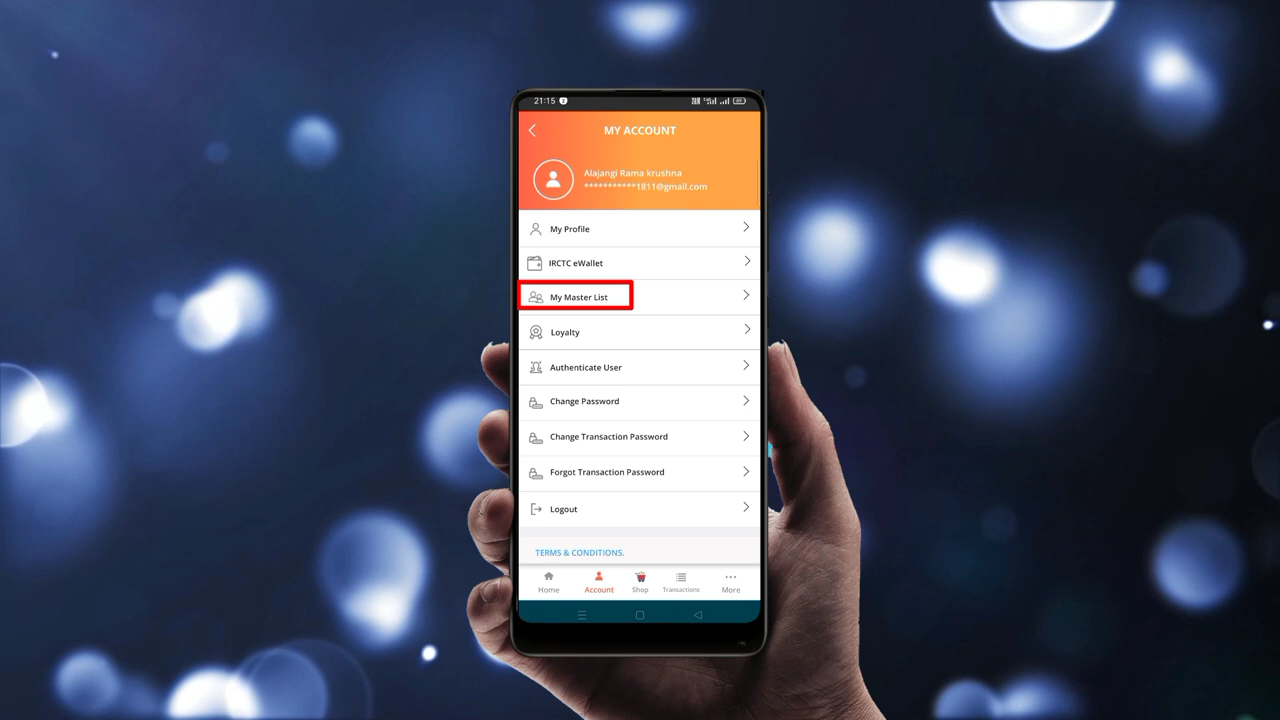 21:15
MY ACCOUNT
Alajangi Rama krushna
***********1811@gmail.com
My Profile
IRCTC eWallet
My Master List
Loyalty
Authenticate User
Change Password
Change Transaction Password
Forgot Transaction Password
Logout
TERMS & CONDITIONS.
Home Account Shop Transactions More